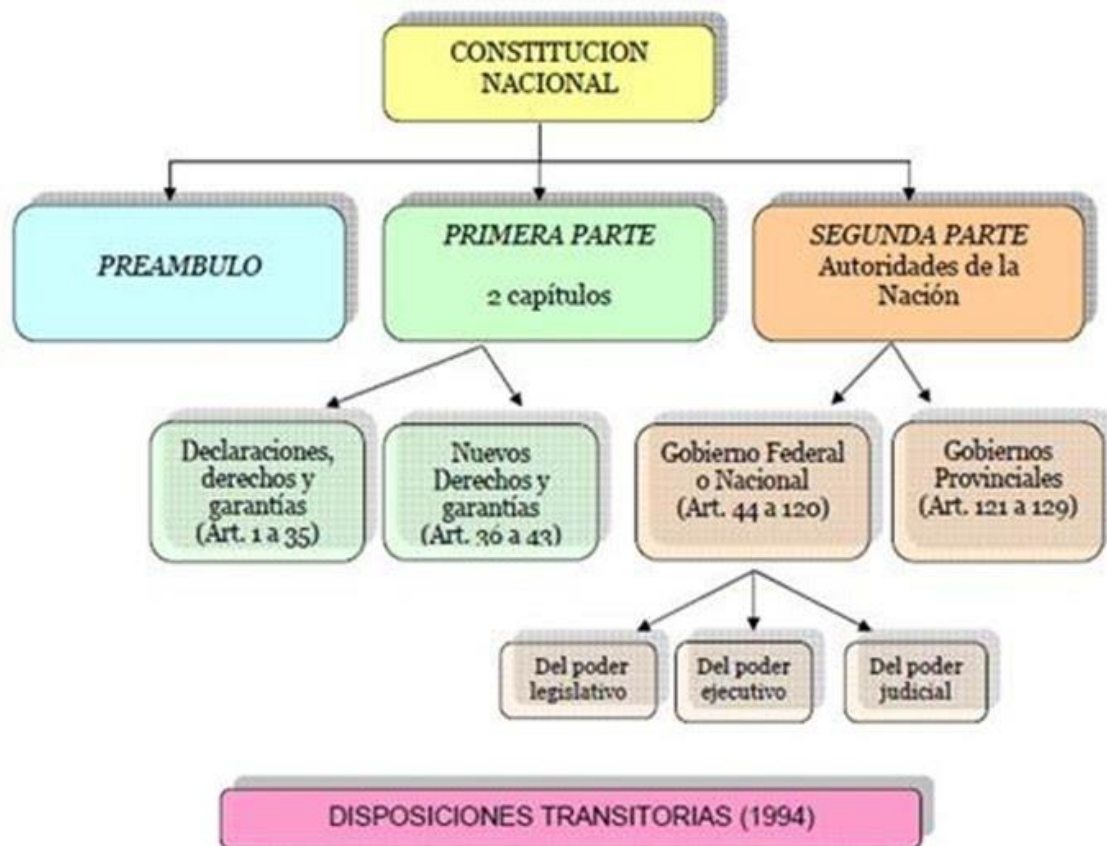 CONSTITUCION
NACIONAL
PREAMBULO
PRIMERA PARTE
2 capítulos
SEGUNDA PARTE
Autoridades de la
Nación
Declaraciones,
derechos y
garantías
(Art. 1 a 35)
Nuevos
Derechos y
garantías
(Art. 36 a 43)
Gobierno Federal
o Nacional
(Art. 44 a 120)
Gobiernos
Provinciales
(Art. 121 a 129)
Del poder
legislativo
Del poder
ejecutivo
Del poder
judicial
DISPOSICIONES TRANSITORIAS (1994)